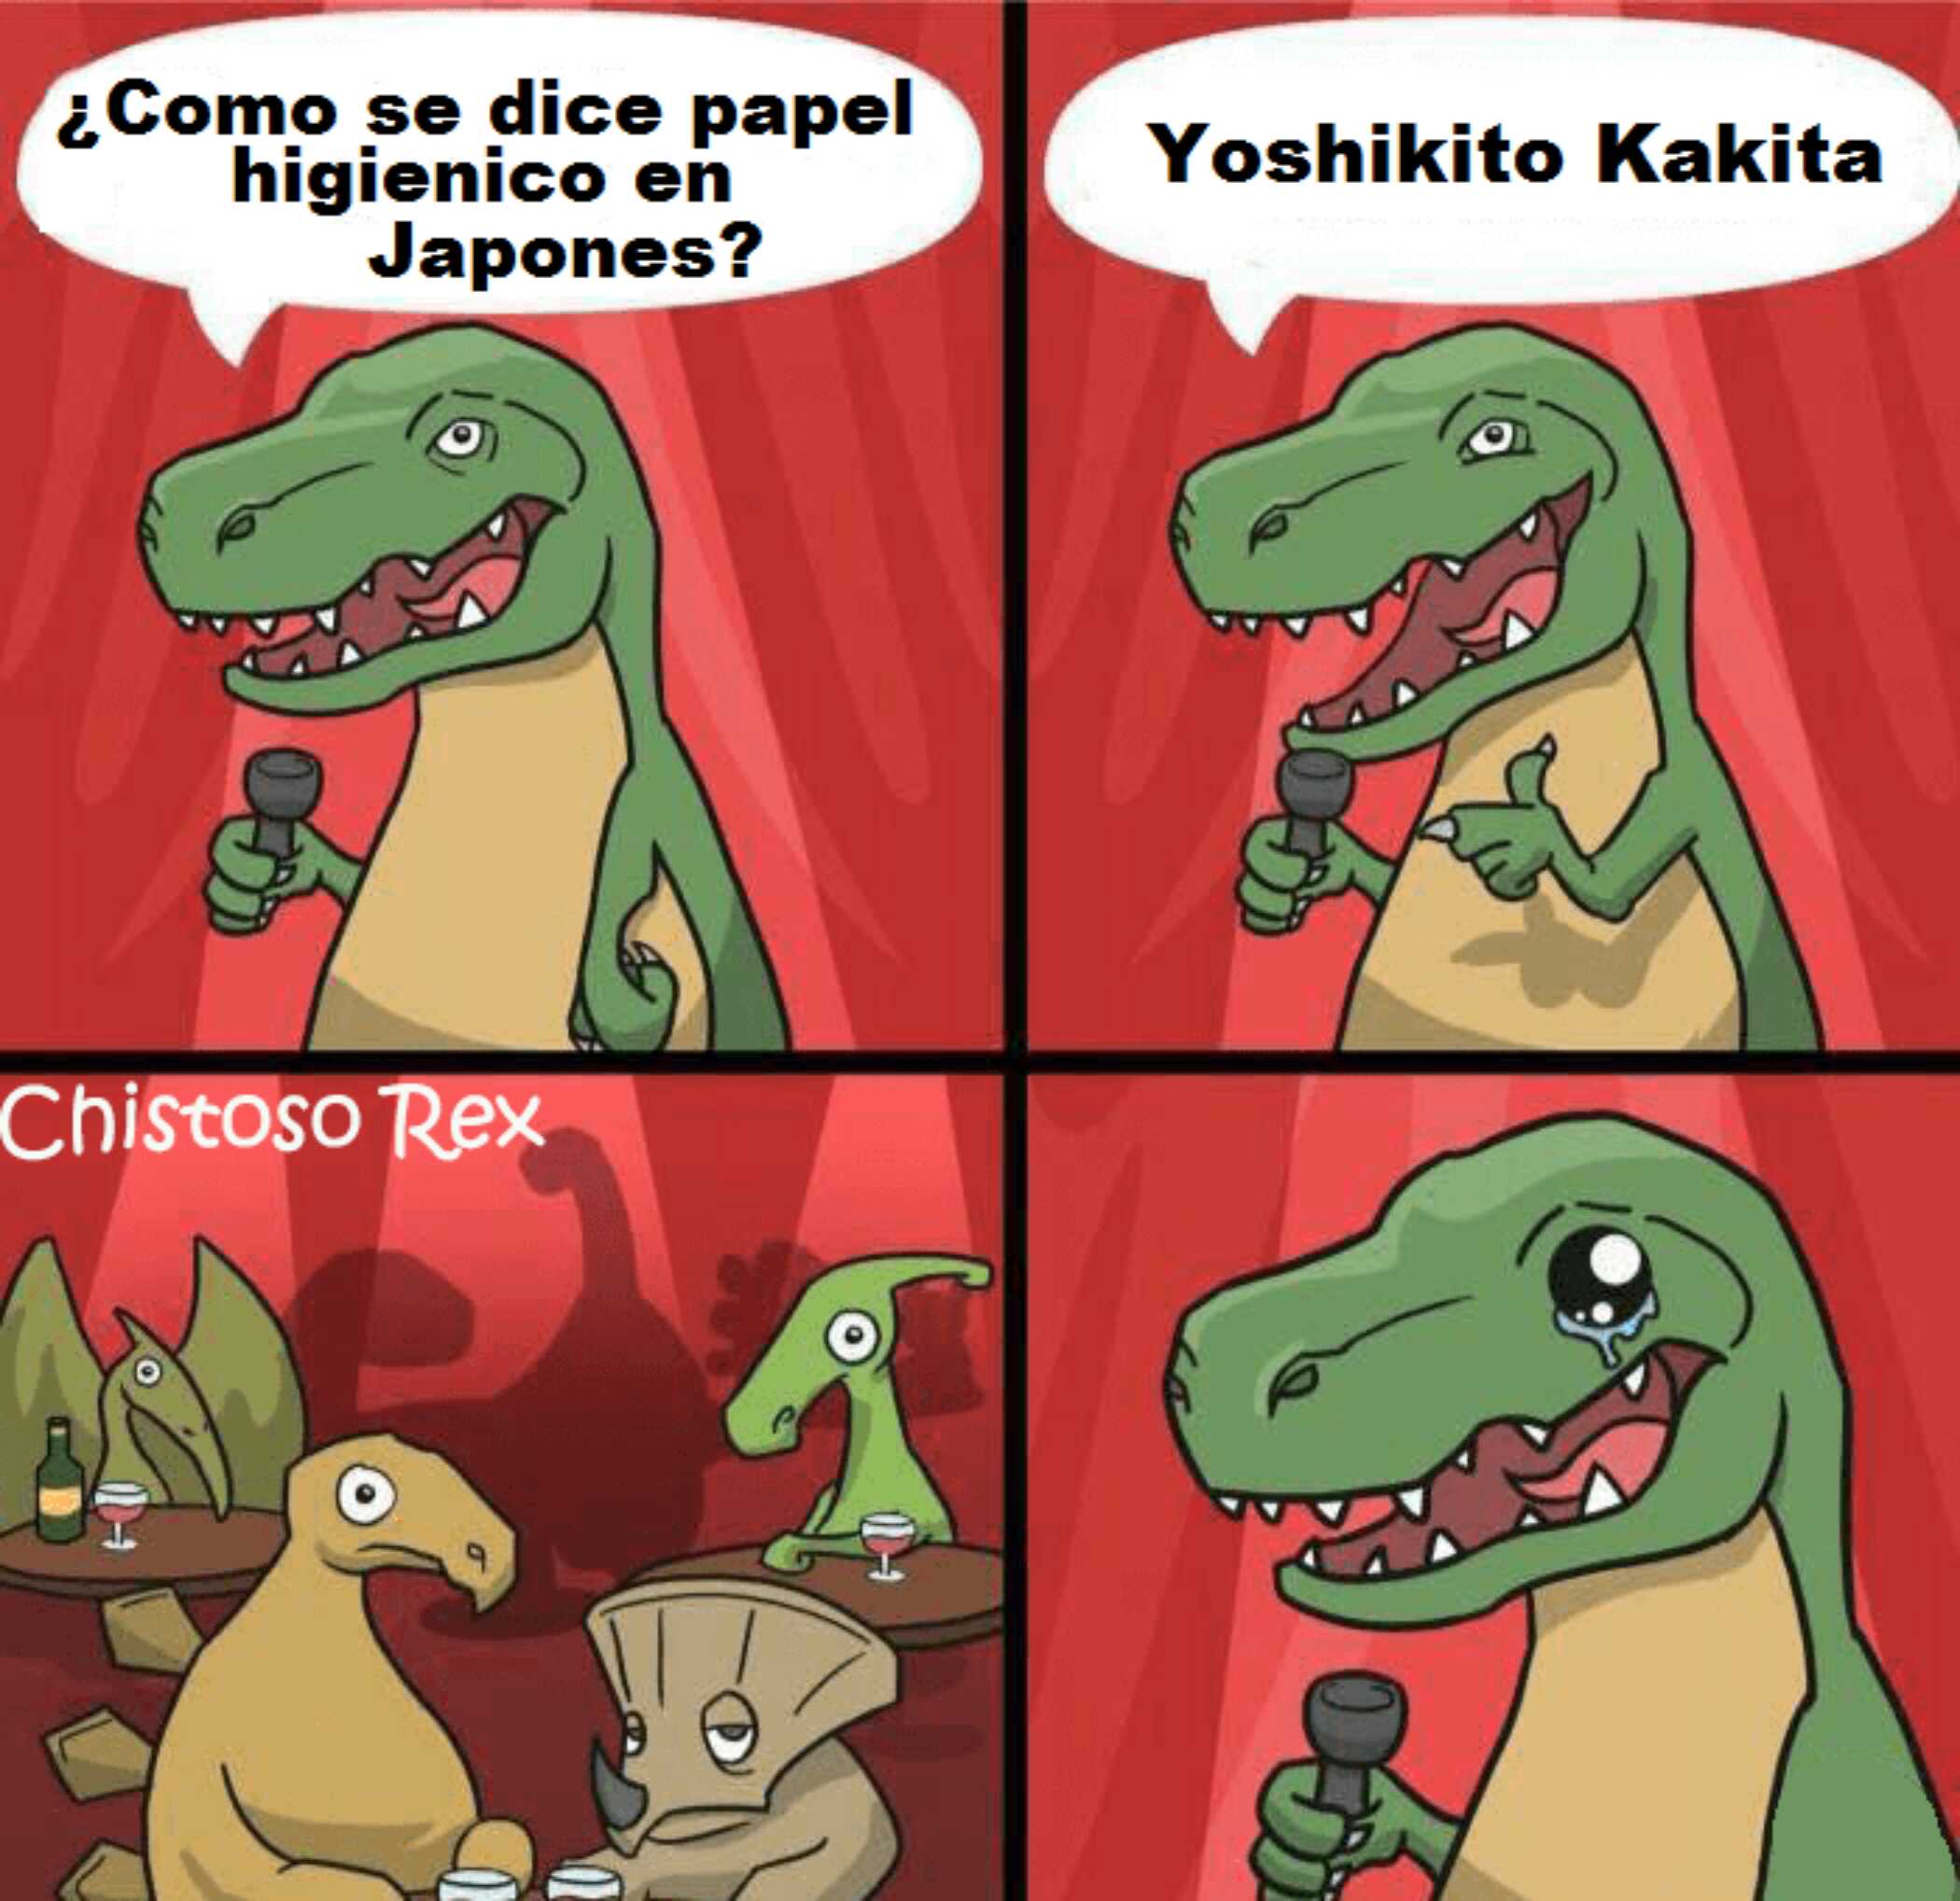 ¿Como se dice papel
higienico en
Japones?
Yoshikito Kakita
Chistoso Rex